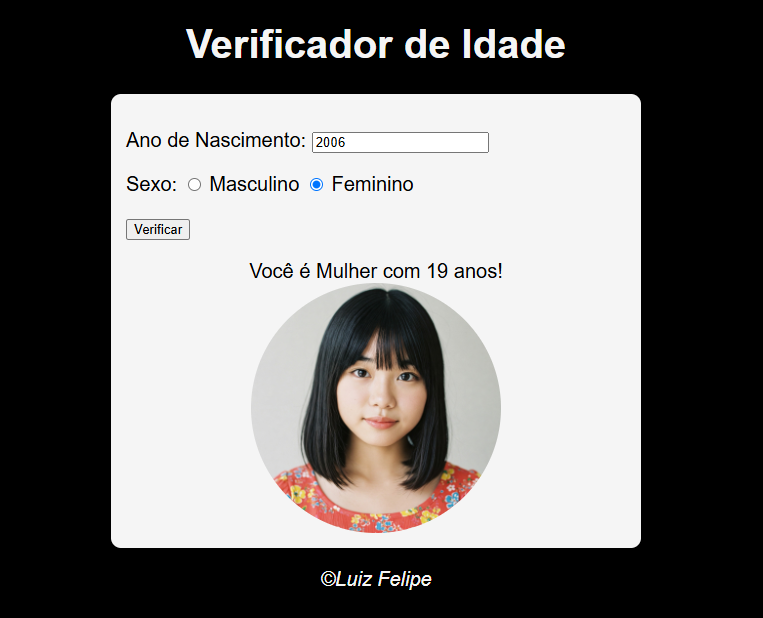 Verificador de Idade
Ano de Nascimento: 2006
Sexo: Masculino Feminino
Verificar
Você é Mulher com 19 anos!
©Luiz Felipe